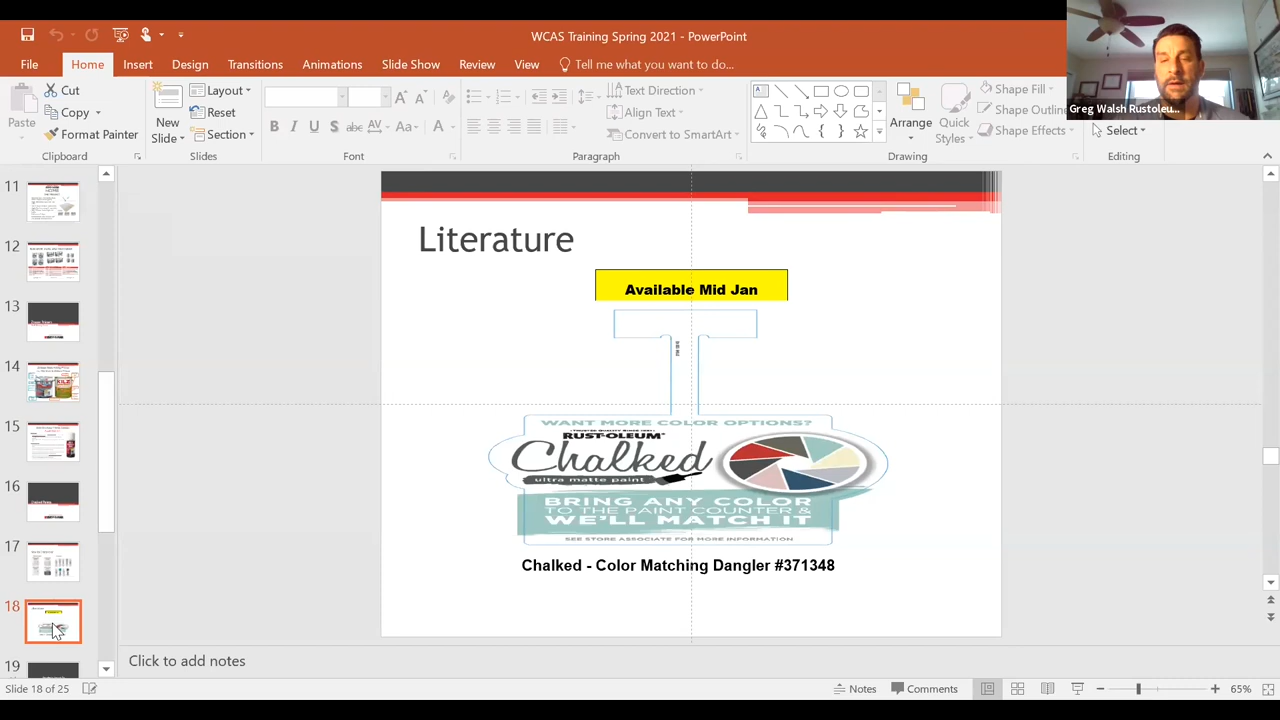 WCAS Training Spring 2021 - PowerPoint
File Home Insert Design Transitions Animations Slide Show Review View Tell me what you want to do...
Greg Walsh Rustoleu...
Paste
Cut
Copy
Format Painter
Clipboard
New Slide
Layout
Reset
Section
Slides
B I U S abc AV Aa A
Font
Text Direction
Align Text
Convert to SmartArt
Paragraph
Arrange
Quick Styles
Shape Fill
Shape Outlin
Shape Effects
Drawing
Select
Editing
11
12
13
14
15
16
17
18
19
Literature
Available Mid Jan
WANT MORE COLOR OPTIONS?
RUST-OLEUM
Chalked
ultra matte paint
BRING ANY COLOR
TO THE PAINT COUNTER &
WE'LL MATCH IT
SEE STORE ASSOCIATE FOR MORE INFORMATION
Chalked - Color Matching Dangler #371348
Click to add notes
Slide 18 of 25
Notes
Comments
65%